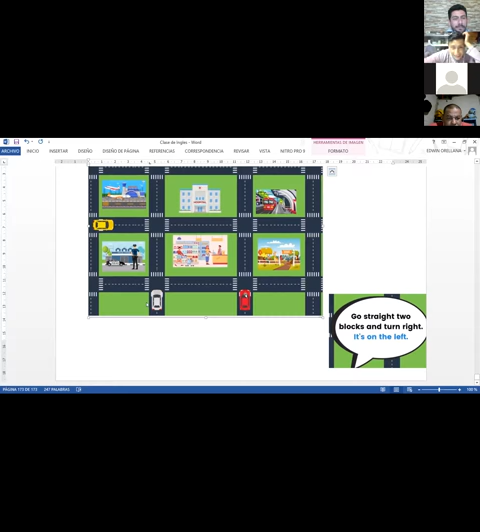 Clase de Ingles - Word
HERRAMIENTAS DE IMAGEN
ARCHIVO INICIO INSERTAR DISEÑO DISEÑO DE PÁGINA REFERENCIAS CORRESPONDENCIA REVISAR VISTA NITRO PRO 9 FORMATO
EDWIN ORELLANA
Go straight two
blocks and turn right.
It's on the left.
PÁGINA 173 DE 173 247 PALABRAS
100 %